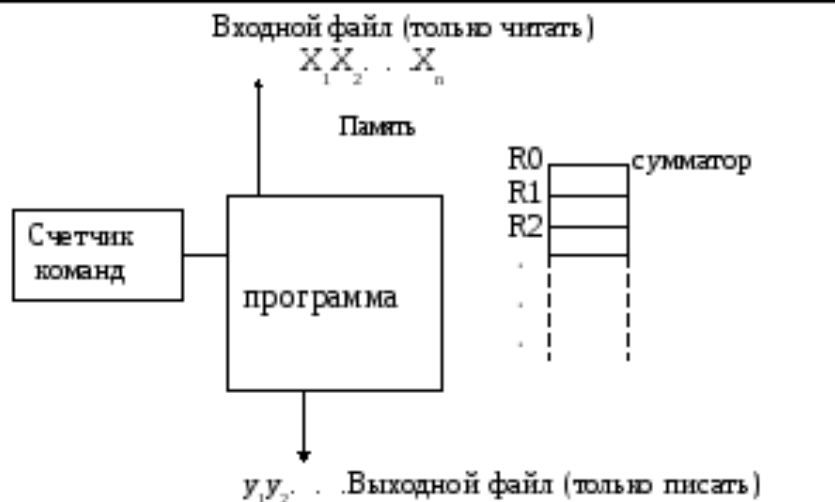 Входной файл (только читать)
X₁X₂. . .Xₙ
Память
R0 сумматор
R1
R2
.
.
.
Счетчик
команд
программа
y₁y₂. . .Выходной файл (только писать)